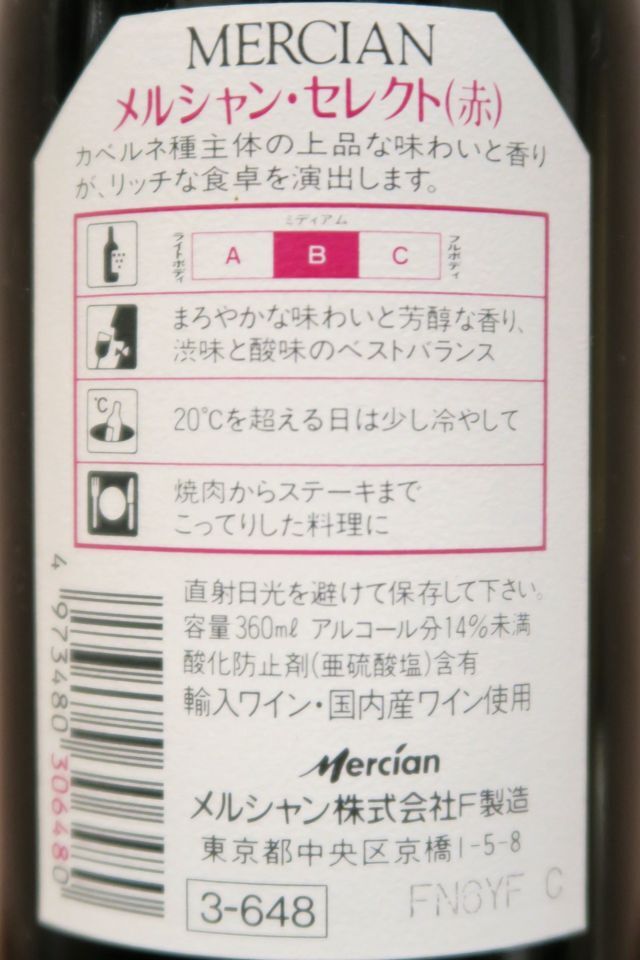 MERCIAN
メルシャン・セレクト(赤)
カベルネ種主体の上品な味わいと香り
が、リッチな食卓を演出します。
ミディアム
ライトボディ A B C フルボディ
まろやかな味わいと芳醇な香り、
渋味と酸味のベストバランス
℃
20℃を超える日は少し冷やして
焼肉からステーキまで
こってりした料理に
直射日光を避けて保存して下さい。
容量360mℓ アルコール分14%未満
酸化防止剤(亜硫酸塩)含有
輸入ワイン・国内産ワイン使用
Mercian
メルシャン株式会社F製造
東京都中央区京橋1-5-8
3-648
FN6YF C
4 973480 306480